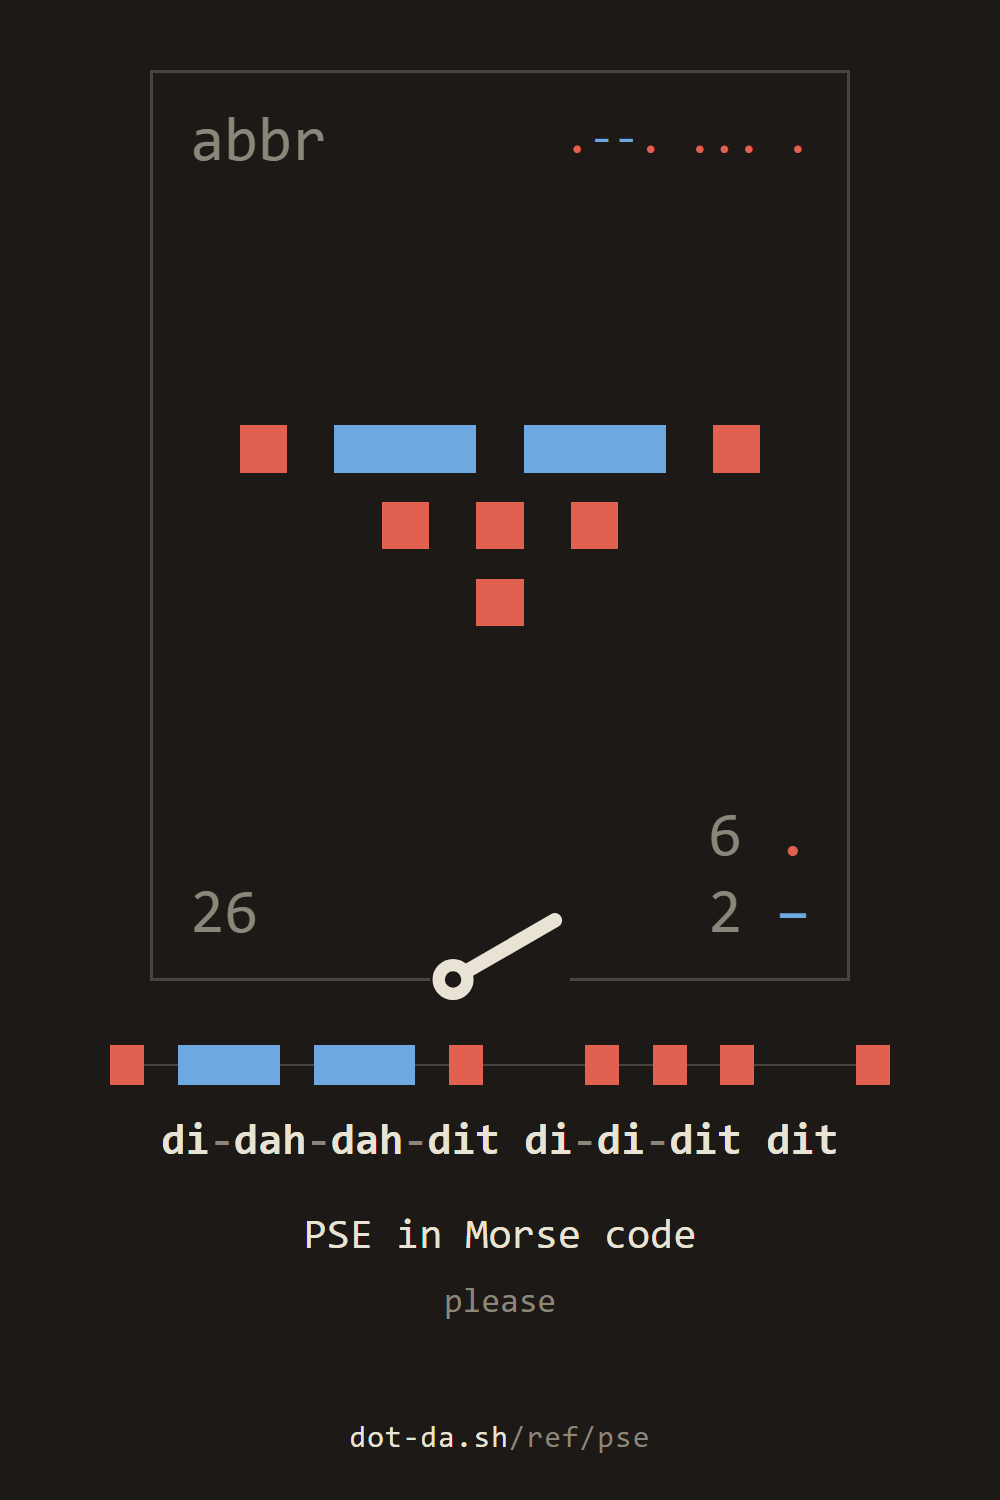 abbr .--. ... .
6 .
26 2 -
di-dah-dah-dit di-di-dit dit
PSE in Morse code
please
dot-da.sh/ref/pse